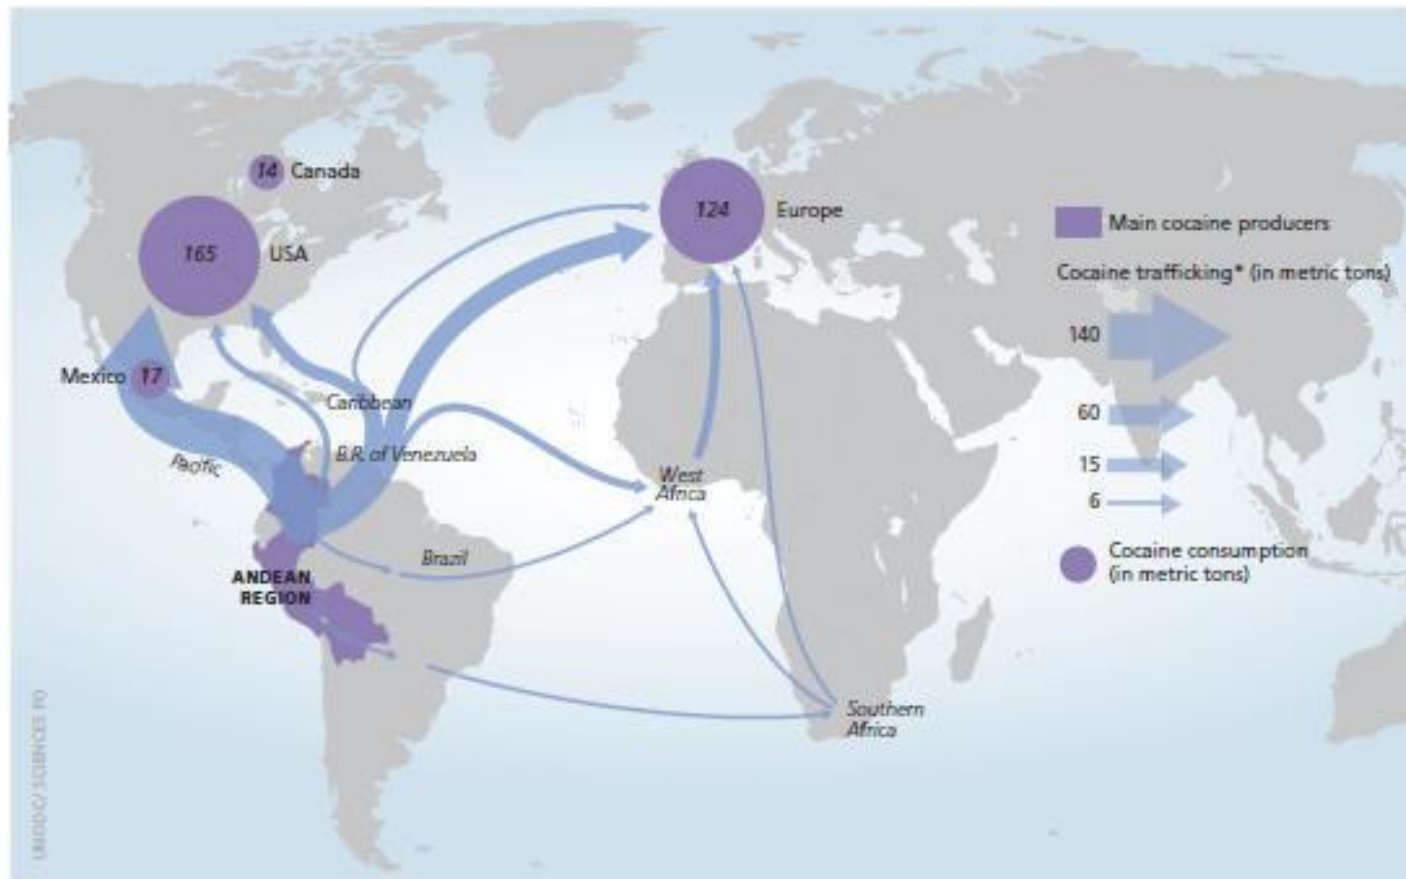 14 Canada
165 USA
124 Europe
Mexico 17
Caribbean
B.R. of Venezuela
Pacific
West
Africa
Brazil
ANDEAN
REGION
Southern
Africa
Main cocaine producers
Cocaine trafficking* (in metric tons)
140
60
15
6
Cocaine consumption
(in metric tons)
UNODC/ SCIENCES PO